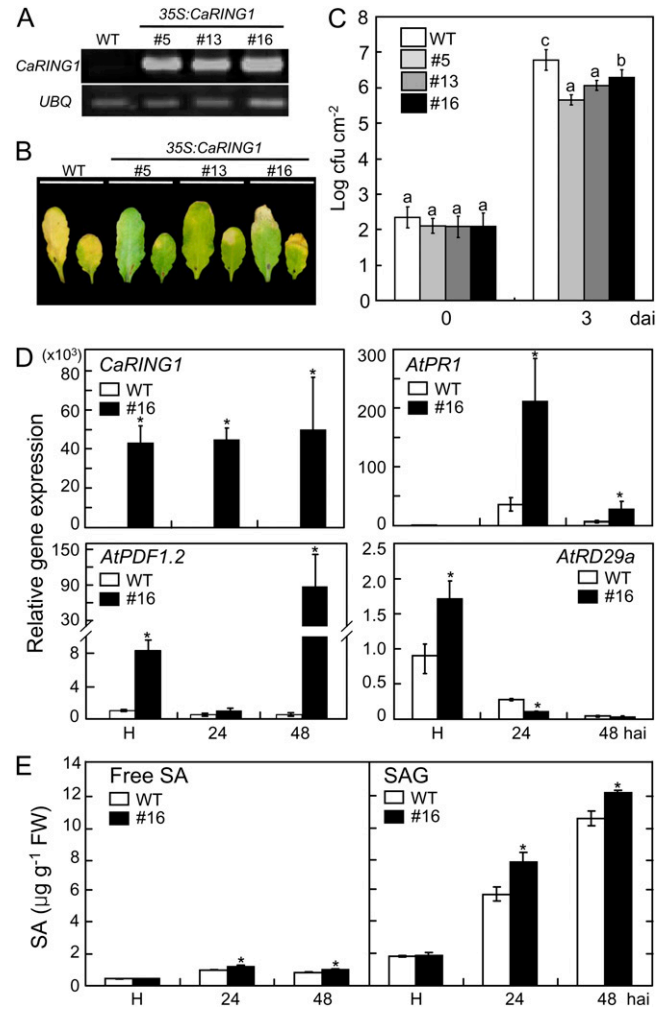 A
35S:CaRING1
WT #5 #13 #16
CaRING1
UBQ
B
35S:CaRING1
WT #5 #13 #16
C
Log cfu cm-2
8
7
6
5
4
3
2
1
0
WT
#5
#13
#16
a a a a
c a a b
0 3 dai
D
Relative gene expression
(x10³)
CaRING1
WT
#16
80
60
40
20
0
* * *
AtPR1
WT
#16
300
200
100
0
* *
AtPDF1.2
WT
#16
150
90
30
8
4
0
* *
H 24 48
AtRD29a
WT
#16
2.5
2.0
1.5
1.0
0.5
0
* *
H 24 48 hai
E
SA (µg g-1 FW)
14
12
10
8
6
4
2
0
Free SA
WT
#16
* *
H 24 48
SAG
WT
#16
* *
H 24 48 hai